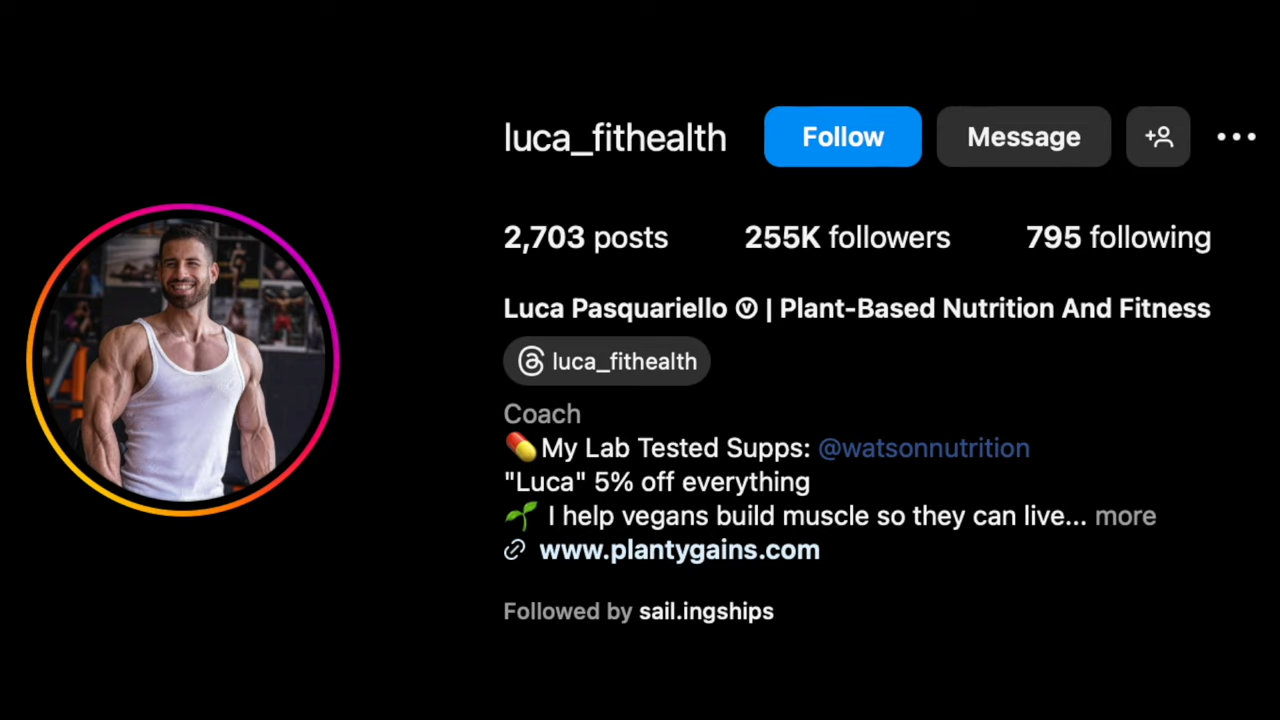 luca_fithealth Follow Message
2,703 posts 255K followers 795 following
Luca Pasquariello Ⓥ | Plant-Based Nutrition And Fitness
luca_fithealth
Coach
💊My Lab Tested Supps: @watsonnutrition
"Luca" 5% off everything
🌱 I help vegans build muscle so they can live... more
www.plantygains.com
Followed by sail.ingships